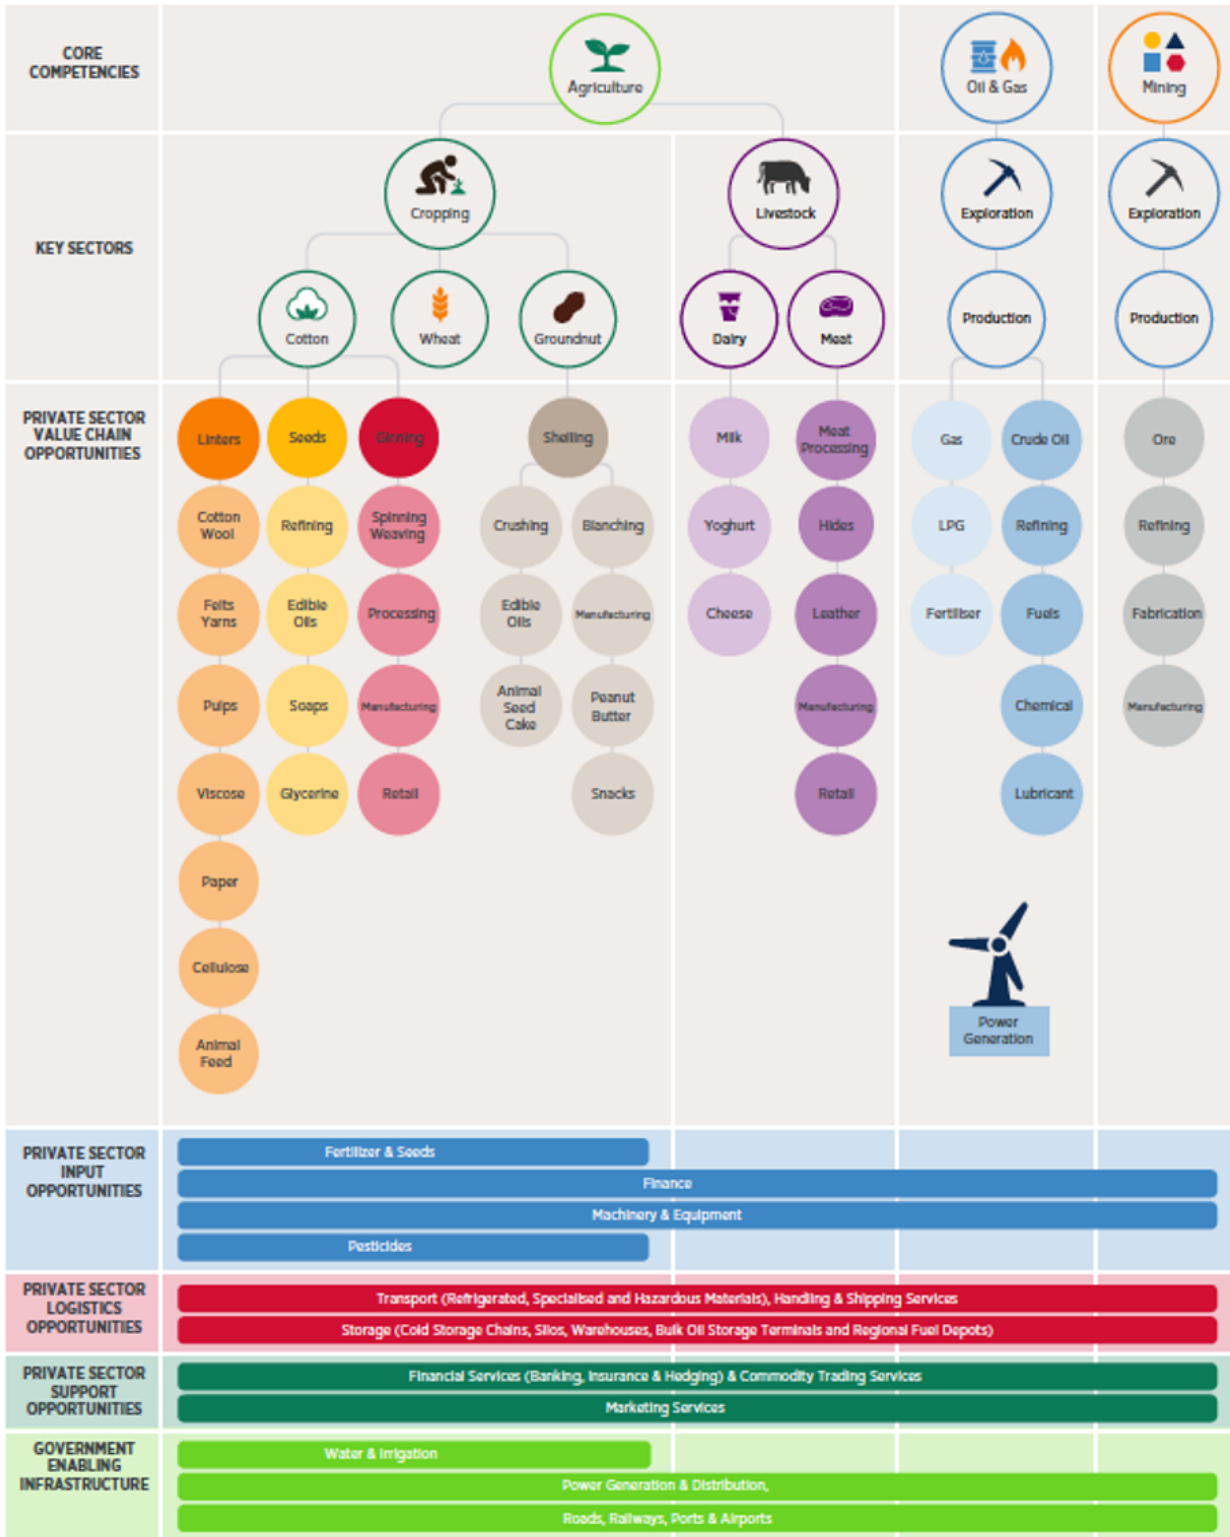 CORE
COMPETENCIES
Agriculture
Oil & Gas
Mining
KEY SECTORS
Cropping
Livestock
Exploration
Exploration
Cotton
Wheat
Groundnut
Dairy
Meat
Production
Production
PRIVATE SECTOR
VALUE CHAIN
OPPORTUNITIES
Linters
Seeds
Ginning
Shelling
Milk
Meat
Processing
Gas
Crude Oil
Ore
Cotton
Wool
Refining
Spinning
Weaving
Crushing
Blanching
Yoghurt
Hides
LPG
Refining
Refining
Felts
Yarns
Edible
Oils
Processing
Edible
Oils
Manufacturing
Cheese
Leather
Fertiliser
Fuels
Fabrication
Pulps
Soaps
Manufacturing
Animal
Seed
Cake
Peanut
Butter
Manufacturing
Chemical
Manufacturing
Viscose
Glycerine
Retail
Snacks
Retail
Lubricant
Paper
Cellulose
Animal
Feed
Power
Generation
PRIVATE SECTOR
INPUT
OPPORTUNITIES
Fertilizer & Seeds
Finance
Machinery & Equipment
Pesticides
PRIVATE SECTOR
LOGISTICS
OPPORTUNITIES
Transport (Refrigerated, Specialised and Hazardous Materials), Handling & Shipping Services
Storage (Cold Storage Chains, Silos, Warehouses, Bulk Oil Storage Terminals and Regional Fuel Depots)
PRIVATE SECTOR
SUPPORT
OPPORTUNITIES
Financial Services (Banking, Insurance & Hedging) & Commodity Trading Services
Marketing Services
GOVERNMENT
ENABLING
INFRASTRUCTURE
Water & Irrigation
Power Generation & Distribution,
Roads, Railways, Ports & Airports